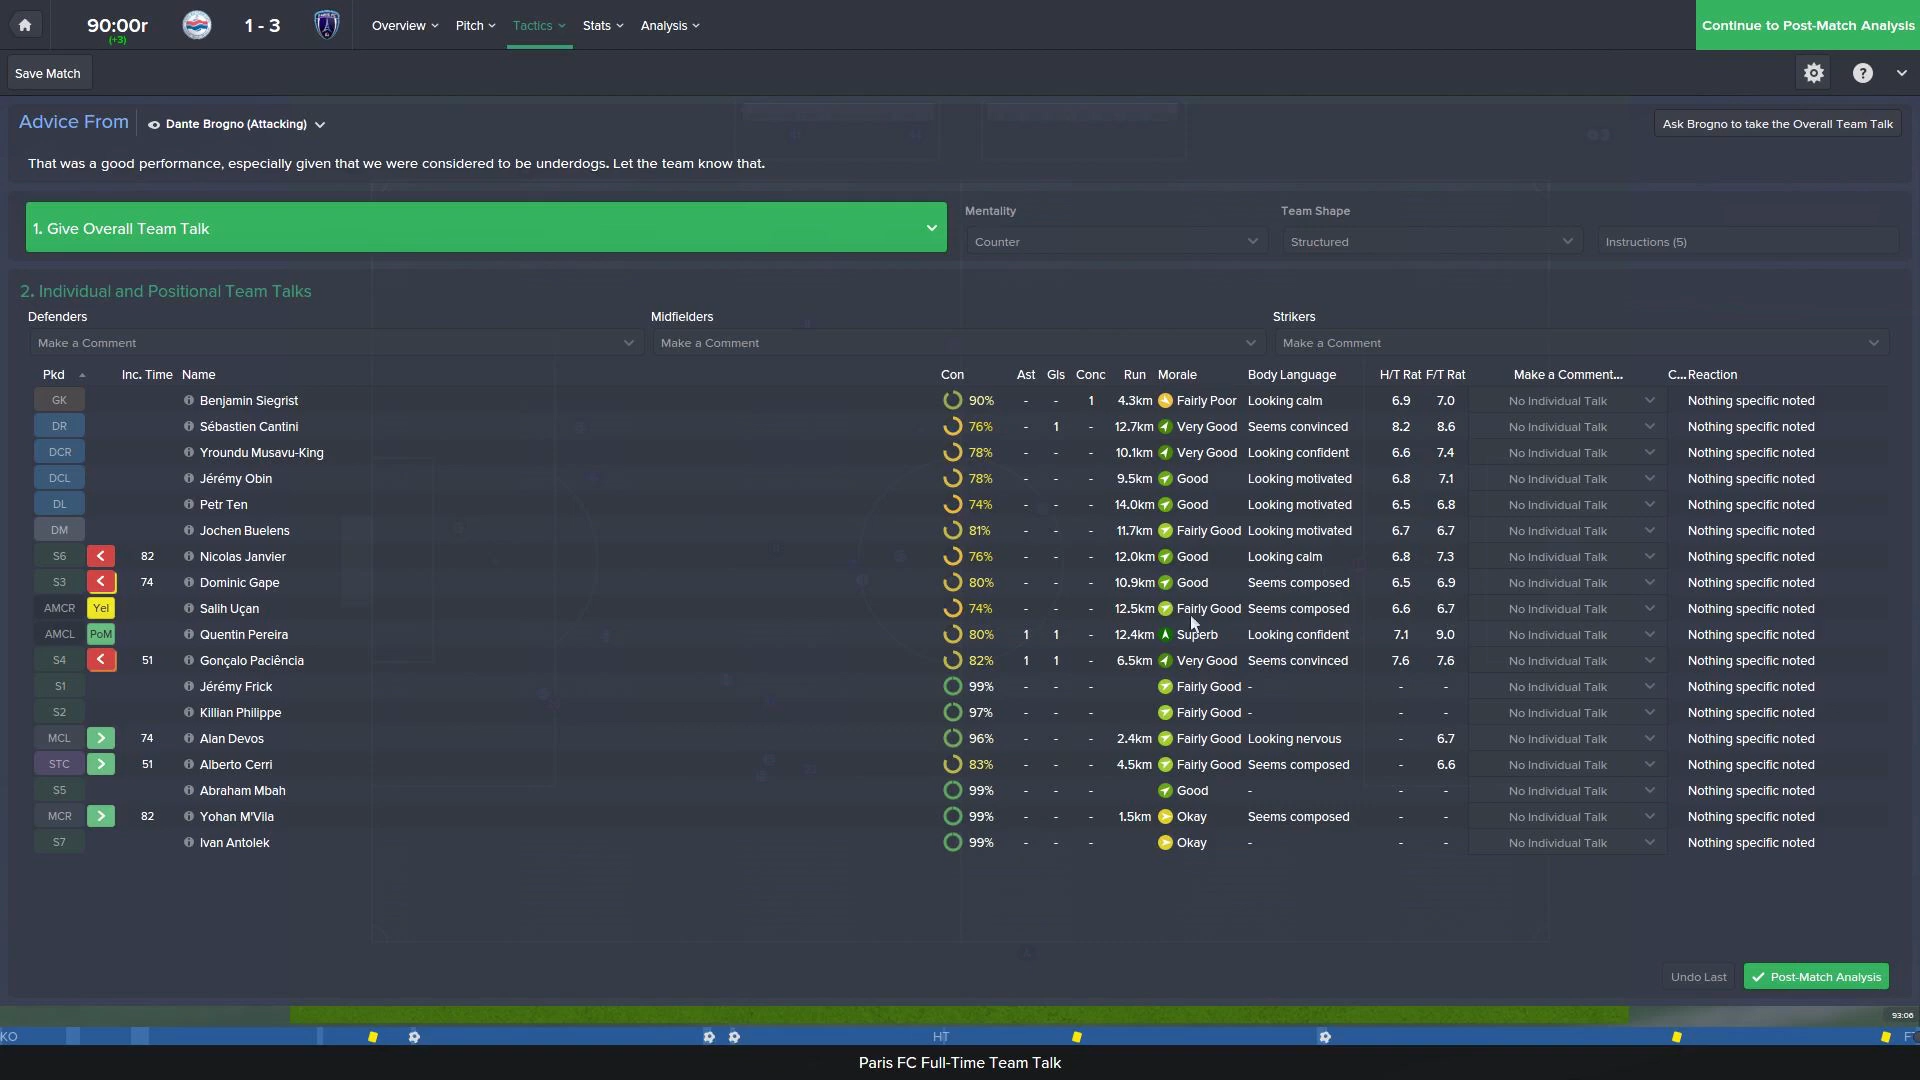 90:00r
(+3)
1 - 3
Overview
Pitch
Tactics
Stats
Analysis
Continue to Post-Match Analysis
Save Match
?
Advice From
Dante Brogno (Attacking)
Ask Brogno to take the Overall Team Talk
That was a good performance, especially given that we were considered to be underdogs. Let the team know that.
1. Give Overall Team Talk
Mentality
Team Shape
Counter
Structured
Instructions (5)
2. Individual and Positional Team Talks
Defenders
Midfielders
Strikers
Make a Comment
Make a Comment
Make a Comment
Pkd Inc. Time Name Con Ast Gls Conc Run Morale Body Language H/T Rat F/T Rat Make a Comment... C... Reaction
GK Benjamin Siegrist 90% - - 1 4.3km Fairly Poor Looking calm 6.9 7.0 No Individual Talk Nothing specific noted
DR Sébastien Cantini 76% - 1 - 12.7km Very Good Seems convinced 8.2 8.6 No Individual Talk Nothing specific noted
DCR Yroundu Musavu-King 78% - - - 10.1km Very Good Looking confident 6.6 7.4 No Individual Talk Nothing specific noted
DCL Jérémy Obin 78% - - - 9.5km Good Looking motivated 6.8 7.1 No Individual Talk Nothing specific noted
DL Petr Ten 74% - - - 14.0km Good Looking motivated 6.5 6.8 No Individual Talk Nothing specific noted
DM Jochen Buelens 81% - - - 11.7km Fairly Good Looking motivated 6.7 6.7 No Individual Talk Nothing specific noted
S6 82 Nicolas Janvier 76% - - - 12.0km Good Looking calm 6.8 7.3 No Individual Talk Nothing specific noted
S3 74 Dominic Gape 80% - - - 10.9km Good Seems composed 6.5 6.9 No Individual Talk Nothing specific noted
AMCR Yel Salih Uçan 74% - - - 12.5km Fairly Good Seems composed 6.6 6.7 No Individual Talk Nothing specific noted
AMCL PoM Quentin Pereira 80% 1 1 - 12.4km Superb Looking confident 7.1 9.0 No Individual Talk Nothing specific noted
S4 51 Gonçalo Paciência 82% 1 1 - 6.5km Very Good Seems convinced 7.6 7.6 No Individual Talk Nothing specific noted
S1 Jérémy Frick 99% - - - Fairly Good - - - No Individual Talk Nothing specific noted
S2 Killian Philippe 97% - - - Fairly Good - - - No Individual Talk Nothing specific noted
MCL 74 Alan Devos 96% - - - 2.4km Fairly Good Looking nervous - 6.7 No Individual Talk Nothing specific noted
STC 51 Alberto Cerri 83% - - - 4.5km Fairly Good Seems composed - 6.6 No Individual Talk Nothing specific noted
S5 Abraham Mbah 99% - - - Good - - - No Individual Talk Nothing specific noted
MCR 82 Yohan M'Vila 99% - - - 1.5km Okay Seems composed - - No Individual Talk Nothing specific noted
S7 Ivan Antolek 99% - - - Okay - - - No Individual Talk Nothing specific noted
Undo Last
Post-Match Analysis
93:06
KO
HT
Paris FC Full-Time Team Talk